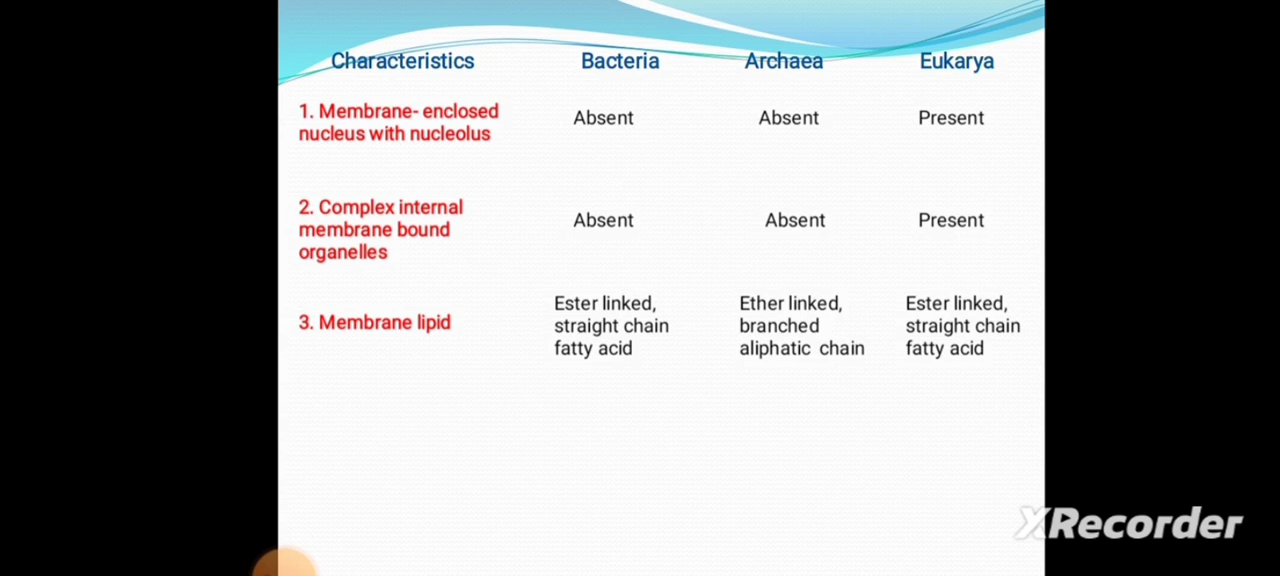 Characteristics Bacteria Archaea Eukarya
1. Membrane- enclosed
nucleus with nucleolus
Absent Absent Present
2. Complex internal
membrane bound
organelles
Absent Absent Present
3. Membrane lipid
Ester linked,
straight chain
fatty acid
Ether linked,
branched
aliphatic chain
Ester linked,
straight chain
fatty acid
XRecorder